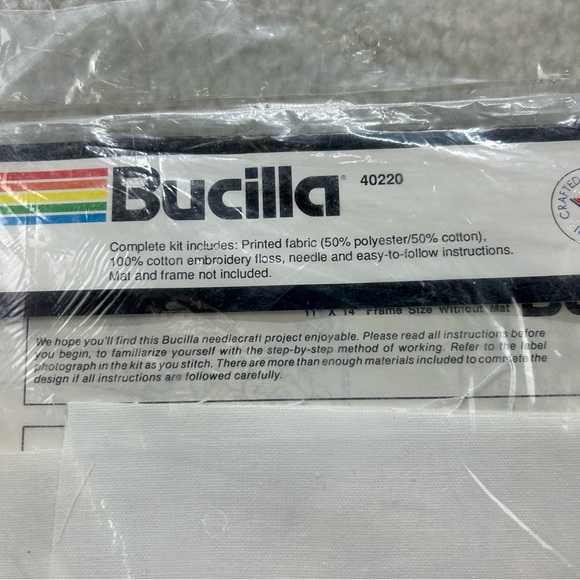 Bucilla® 40220
CRAFTED
Complete kit includes: Printed fabric (50% polyester/50% cotton),
100% cotton embroidery floss, needle and easy-to-follow instructions.
Mat and frame not included.
11" X 14" Frame Size Without Mat
We hope you'll find this Bucilla needlecraft project enjoyable. Please read all instructions before
you begin, to familiarize yourself with the step-by-step method of working. Refer to the label
photograph in the kit as you stitch. There are more than enough materials included to complete the
design if all instructions are followed carefully.